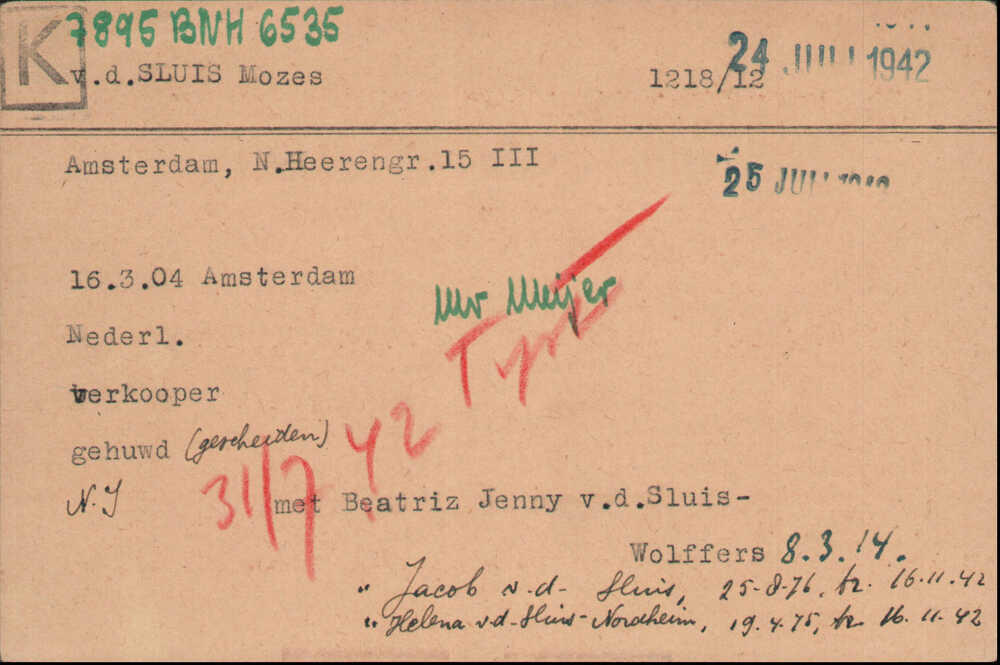 K
7895 BNH 6535
v.d.SLUIS Mozes
1218/12
24 JULI 1942
Amsterdam, N.Heerengr.15 III
25 JULI
16.3.04 Amsterdam
Mr Meijer
Nederl.
verkooper
gehuwd (gescheiden)
31/7 42
N.I
met Beatriz Jenny v.d.Sluis-
Wolffers 8.3.14.
" Jacob v.d. Sluis, 25-8-76, tr. 16.11.42
" Helena v.d. Sluis-Nordheim, 19.4.75, tr. 16.11.42